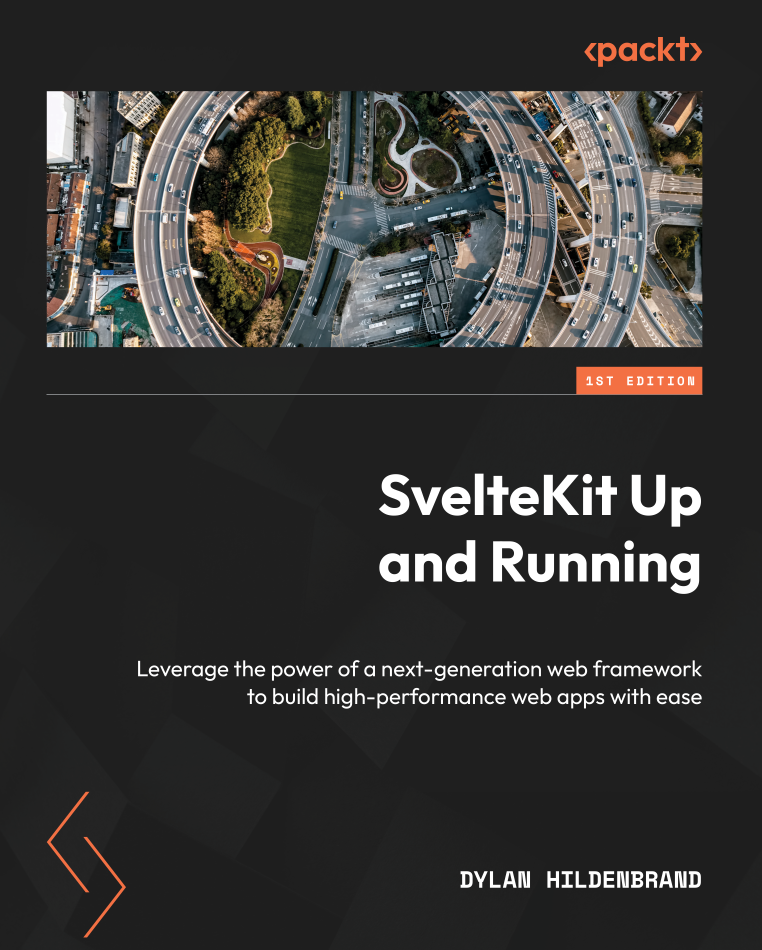 <packt>
1ST EDITION
SvelteKit Up
and Running
Leverage the power of a next-generation web framework
to build high-performance web apps with ease
DYLAN HILDENBRAND